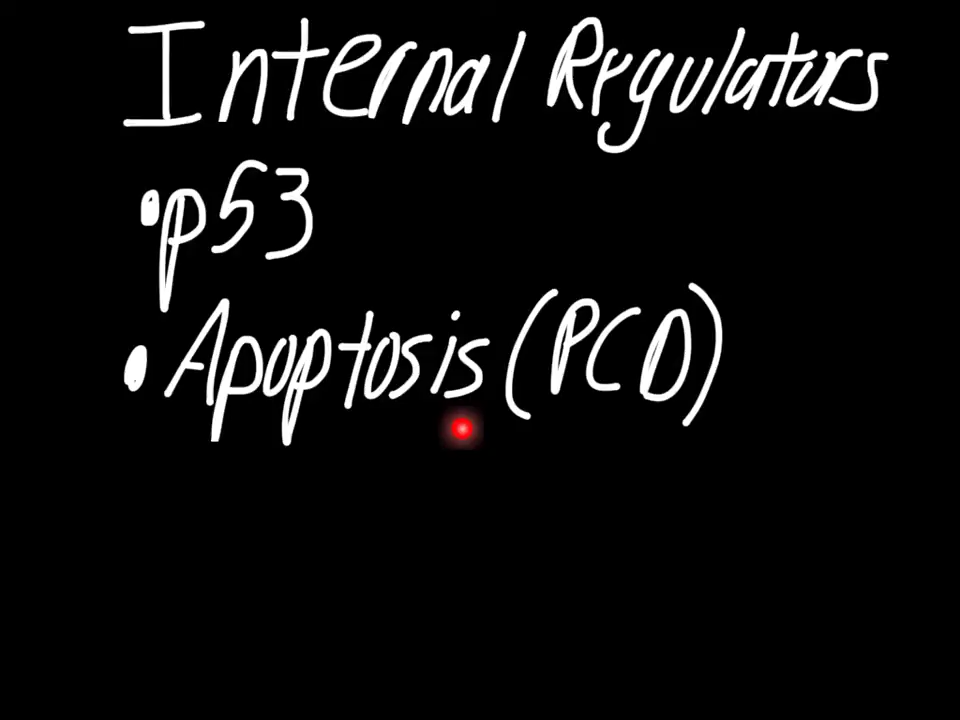 Internal Regulators
• p53
• Apoptosis (PCD)